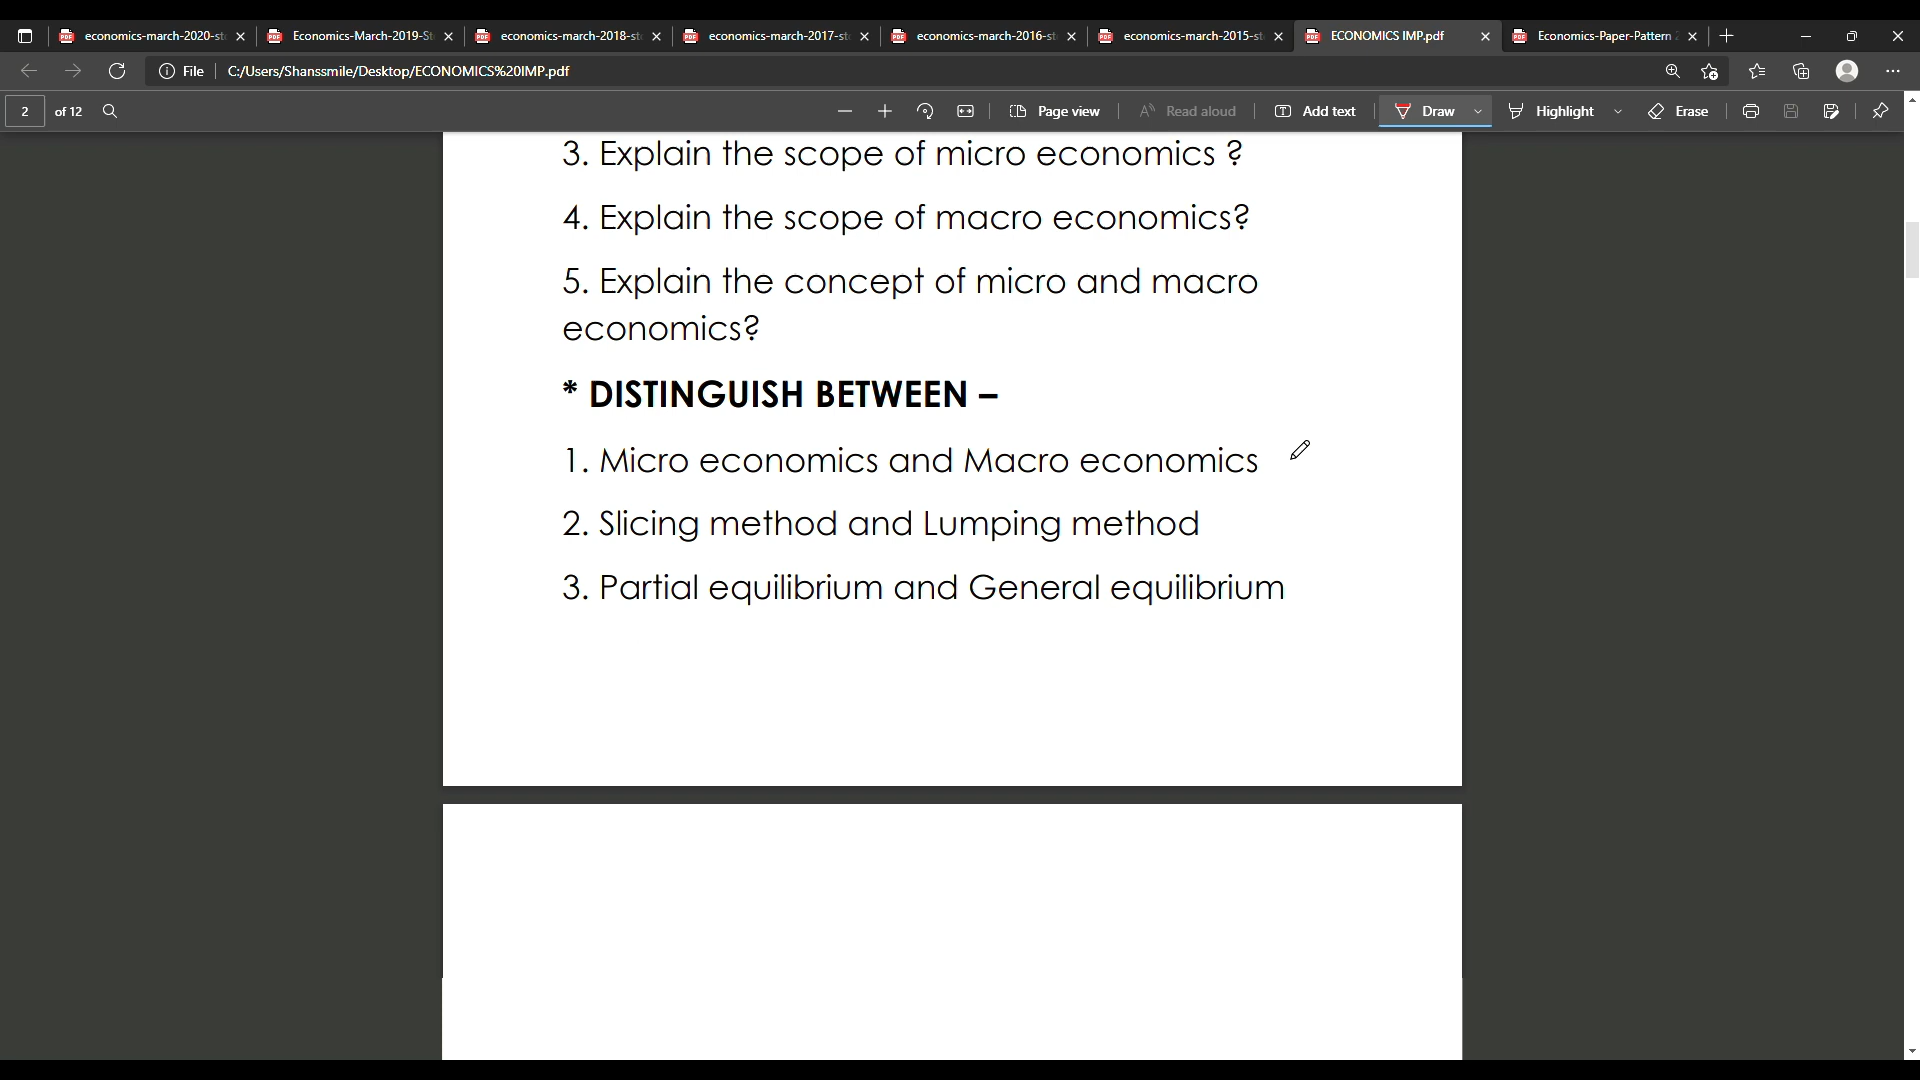 economics-march-2020-st
Economics-March-2019-S
economics-march-2018-st
economics-march-2017-st
economics-march-2016-st
economics-march-2015-st
ECONOMICS IMP.pdf
Economics-Paper-Pattern
File
C:/Users/Shanssmile/Desktop/ECONOMICS%20IMP.pdf
2 of 12
Page view
Read aloud
Add text
Draw
Highlight
Erase
3. Explain the scope of micro economics ?
4. Explain the scope of macro economics?
5. Explain the concept of micro and macro
economics?
* DISTINGUISH BETWEEN –
1. Micro economics and Macro economics
2. Slicing method and Lumping method
3. Partial equilibrium and General equilibrium